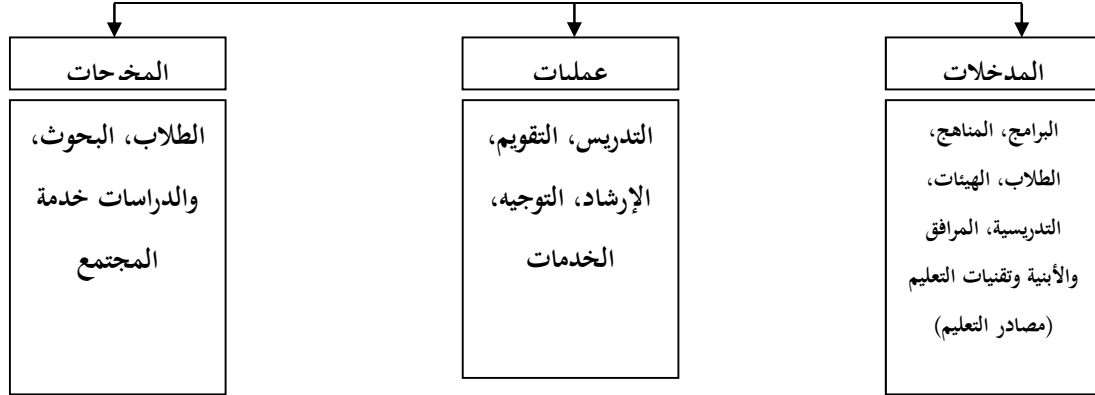 المدخلات
البرامج، المناهج،
الطلاب، الهيئات،
التدريسية، المرافق
والأبنية وتقنيات التعليم
(مصادر التعليم)
عمليات
التدريس، التقويم،
الإرشاد، التوجيه،
الخدمات
المخرجات
الطلاب، البحوث،
والدراسات خدمة
المجتمع